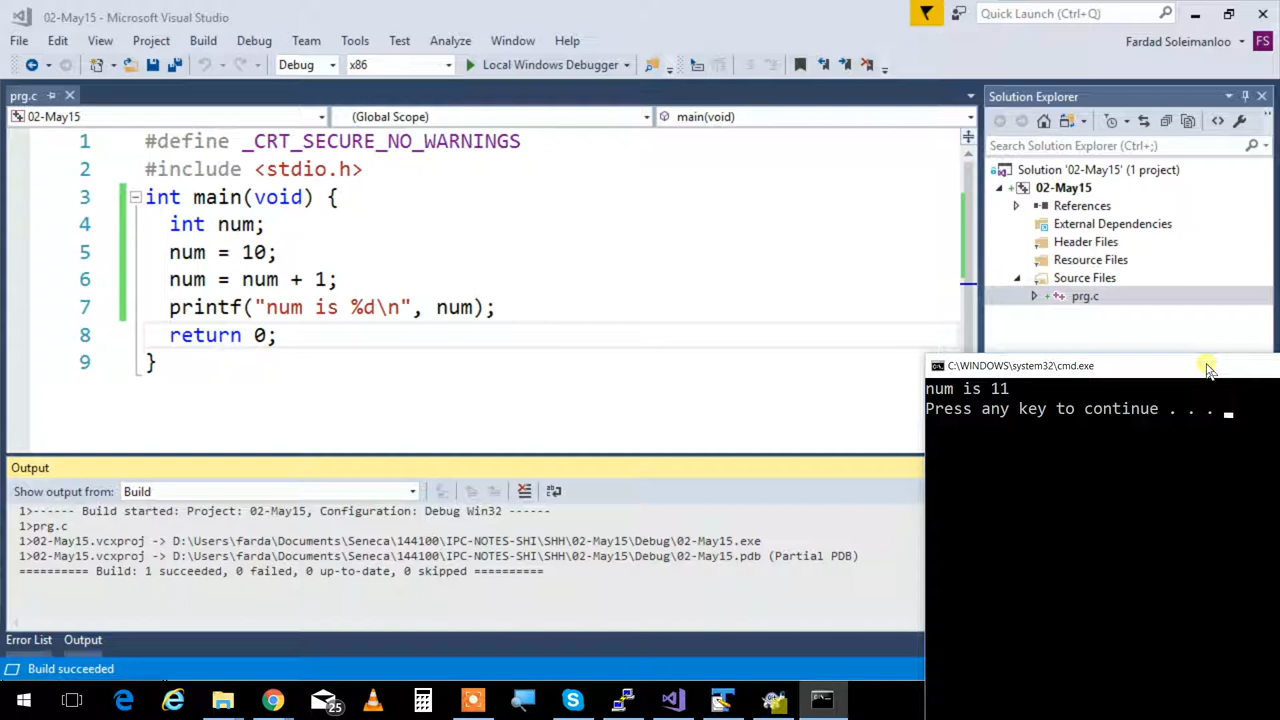 02-May15 - Microsoft Visual Studio
Quick Launch (Ctrl+Q)
File Edit View Project Build Debug Team Tools Test Analyze Window Help
Fardad Soleimanloo
FS
Debug x86 Local Windows Debugger
prg.c
02-May15 (Global Scope) main(void)
1 #define _CRT_SECURE_NO_WARNINGS
2 #include <stdio.h>
3 int main(void) {
4 int num;
5 num = 10;
6 num = num + 1;
7 printf("num is %d\n", num);
8 return 0;
9 }
Solution Explorer
Search Solution Explorer (Ctrl+;)
Solution '02-May15' (1 project)
02-May15
References
External Dependencies
Header Files
Resource Files
Source Files
prg.c
C:\WINDOWS\system32\cmd.exe
num is 11
Press any key to continue . . .
Output
Show output from: Build
1>------ Build started: Project: 02-May15, Configuration: Debug Win32 ------
1>prg.c
1>02-May15.vcxproj -> D:\Users\farda\Documents\Seneca\144100\IPC-NOTES-SHI\SHH\02-May15\Debug\02-May15.exe
1>02-May15.vcxproj -> D:\Users\farda\Documents\Seneca\144100\IPC-NOTES-SHI\SHH\02-May15\Debug\02-May15.pdb (Partial PDB)
========== Build: 1 succeeded, 0 failed, 0 up-to-date, 0 skipped ==========
Error List Output
Build succeeded
25